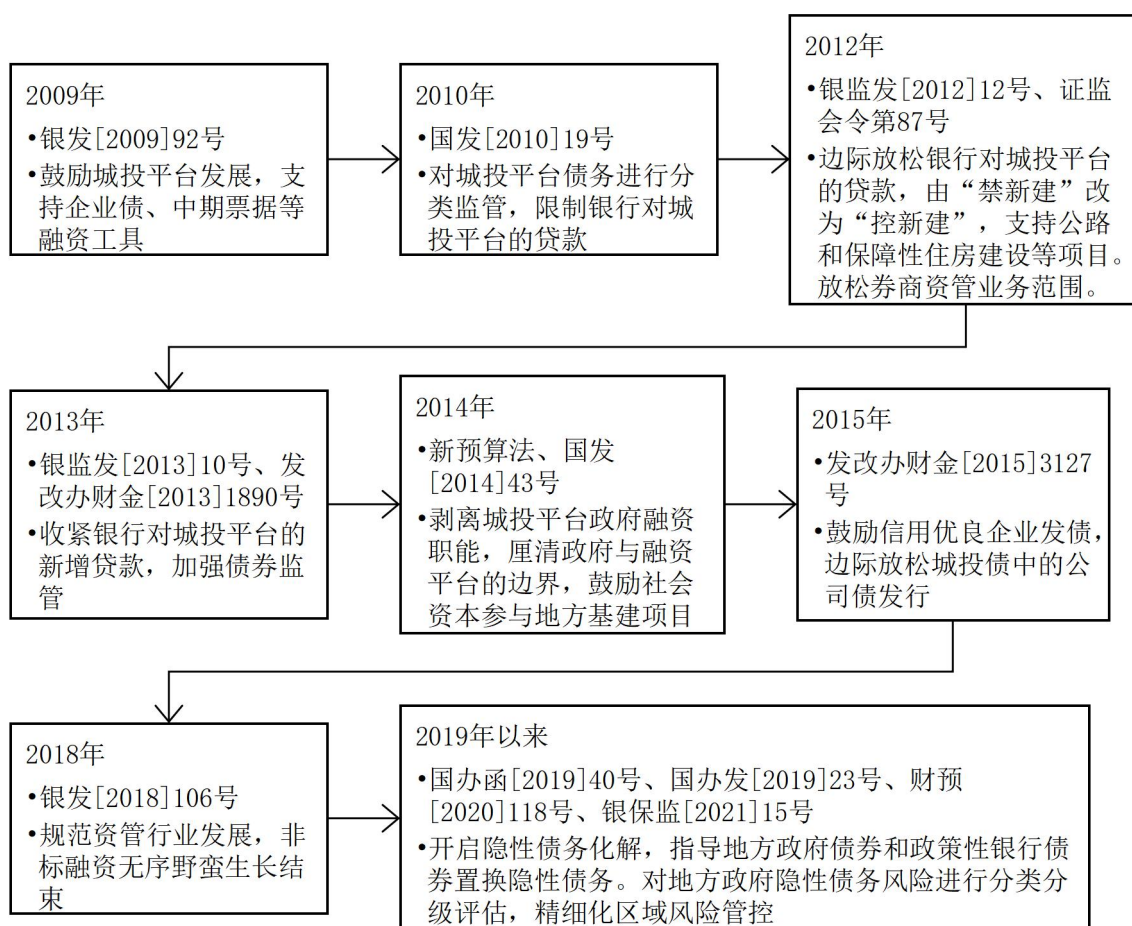 2009年
•银发[2009]92号
•鼓励城投平台发展，支
持企业债、中期票据等
融资工具
2010年
•国发[2010]19号
•对城投平台债务进行分
类监管，限制银行对城
投平台的贷款
2012年
•银监发[2012]12号、证监
会令第87号
•边际放松银行对城投平台
的贷款，由“禁新建”改
为“控新建”，支持公路
和保障性住房建设等项目。
放松券商资管业务范围。
2013年
•银监发[2013]10号、发
改办财金[2013]1890号
•收紧银行对城投平台的
新增贷款，加强债券监
管
2014年
•新预算法、国发
[2014]43号
•剥离城投平台政府融资
职能，厘清政府与融资
平台的边界，鼓励社会
资本参与地方基建项目
2015年
•发改办财金[2015]3127
号
•鼓励信用优良企业发债，
边际放松城投债中的公
司债发行
2018年
•银发[2018]106号
•规范资管行业发展，非
标融资无序野蛮生长结
束
2019年以来
•国办函[2019]40号、国办发[2019]23号、财预
[2020]118号、银保监[2021]15号
•开启隐性债务化解，指导地方政府债券和政策性银行债
券置换隐性债务。对地方政府隐性债务风险进行分类分
级评估，精细化区域风险管控